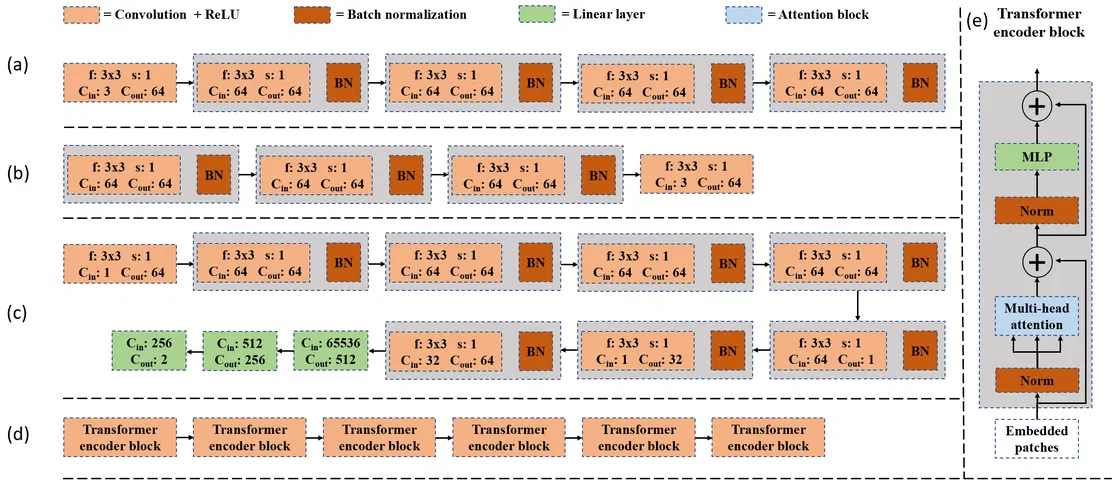 = Convolution + ReLU
= Batch normalization
= Linear layer
= Attention block
(e)
Transformer
encoder block
(a)
f: 3x3 s: 1
Cin: 3 Cout: 64
f: 3x3 s: 1
Cin: 64 Cout: 64
BN
f: 3x3 s: 1
Cin: 64 Cout: 64
BN
f: 3x3 s: 1
Cin: 64 Cout: 64
BN
f: 3x3 s: 1
Cin: 64 Cout: 64
BN
(b)
f: 3x3 s: 1
Cin: 64 Cout: 64
BN
f: 3x3 s: 1
Cin: 64 Cout: 64
BN
f: 3x3 s: 1
Cin: 64 Cout: 64
BN
f: 3x3 s: 1
Cin: 3 Cout: 64
(c)
f: 3x3 s: 1
Cin: 1 Cout: 64
f: 3x3 s: 1
Cin: 64 Cout: 64
BN
f: 3x3 s: 1
Cin: 64 Cout: 64
BN
f: 3x3 s: 1
Cin: 64 Cout: 64
BN
f: 3x3 s: 1
Cin: 64 Cout: 64
BN
Cin: 256
Cout: 2
Cin: 512
Cout: 256
Cin: 65536
Cout: 512
f: 3x3 s: 1
Cin: 32 Cout: 64
BN
f: 3x3 s: 1
Cin: 1 Cout: 32
BN
f: 3x3 s: 1
Cin: 64 Cout: 1
BN
(d)
Transformer
encoder block
Transformer
encoder block
Transformer
encoder block
Transformer
encoder block
Transformer
encoder block
Transformer
encoder block
+
MLP
Norm
+
Multi-head
attention
Norm
Embedded
patches